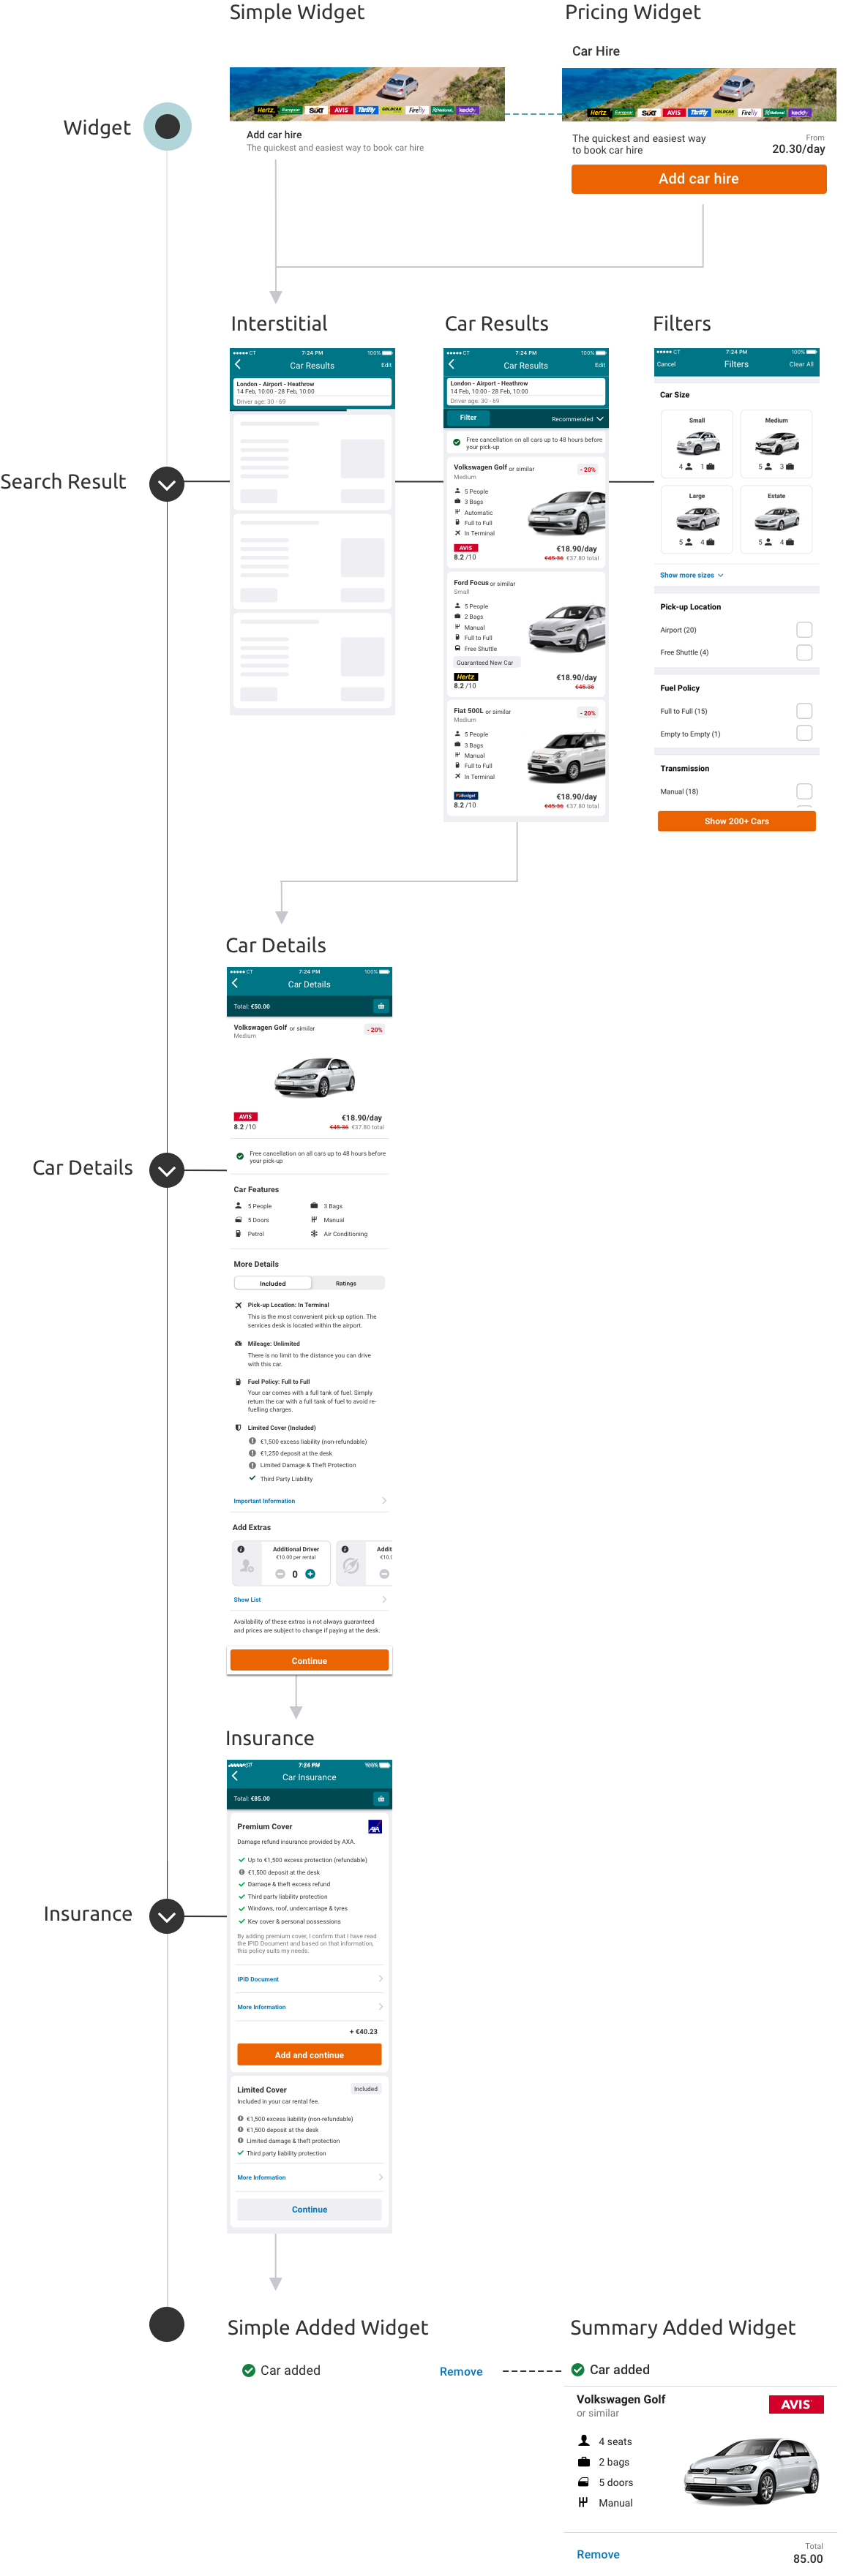 Simple Widget
Pricing Widget
Car Hire
Widget
Hertz Europcar SIXT AVIS Thrifty GOLDCAR FireFly National keddy
Hertz Europcar SIXT AVIS Thrifty GOLDCAR FireFly National keddy
Add car hire
The quickest and easiest way to book car hire
The quickest and easiest way
to book car hire
From
20.30/day
Add car hire
Interstitial
Car Results
Filters
Search Result
CT 7:24 PM 100%
Car Results
Edit
London - Airport - Heathrow
14 Feb, 10:00 - 28 Feb, 10:00
Driver age: 30 - 69
CT 7:24 PM 100%
Car Results
Edit
London - Airport - Heathrow
14 Feb, 10:00 - 28 Feb, 10:00
Driver age: 30 - 69
Filter
Recommended
Free cancellation on all cars up to 48 hours before
your pick-up
Volkswagen Golf or similar
- 20%
Medium
5 People
3 Bags
Automatic
Full to Full
In Terminal
AVIS
€18.90/day
8.2 /10
€45.36 €37.80 total
Ford Focus or similar
Small
5 People
2 Bags
Manual
Full to Full
Free Shuttle
Guaranteed New Car
Hertz
€18.90/day
8.2 /10
€45.36
Fiat 500L or similar
- 20%
Medium
5 People
3 Bags
Manual
Full to Full
In Terminal
Budget
€18.90/day
8.2 /10
€45.36 €37.80 total
CT 7:24 PM 100%
Cancel
Filters
Clear All
Car Size
Small
Medium
4 1
5 3
Large
Estate
5 4
5 4
Show more sizes
Pick-up Location
Airport (20)
Free Shuttle (4)
Fuel Policy
Full to Full (15)
Empty to Empty (1)
Transmission
Manual (18)
Show 200+ Cars
Car Details
Car Details
CT 7:24 PM 100%
Car Details
Total: €50.00
Volkswagen Golf or similar
- 20%
Medium
AVIS
€18.90/day
8.2 /10
€45.36 €37.80 total
Free cancellation on all cars up to 48 hours before
your pick-up
Car Features
5 People
3 Bags
5 Doors
Manual
Petrol
Air Conditioning
More Details
Included
Ratings
Pick-up Location: In Terminal
This is the most convenient pick-up option. The
services desk is located within the airport.
Mileage: Unlimited
There is no limit to the distance you can drive
with this car.
Fuel Policy: Full to Full
Your car comes with a full tank of fuel. Simply
return the car with a full tank of fuel to avoid re-
fuelling charges.
Limited Cover (Included)
€1,500 excess liability (non-refundable)
€1,250 deposit at the desk
Limited Damage & Theft Protection
Third Party Liability
Important Information
Add Extras
Additional Driver
€10.00 per rental
0
Addit
€10.0
Show List
Availability of these extras is not always guaranteed
and prices are subject to change if paying at the desk.
Continue
Insurance
Insurance
7:24 PM 100%
Car Insurance
Total: €85.00
Premium Cover
AXA
Damage refund insurance provided by AXA.
Up to €1,500 excess protection (refundable)
€1,500 deposit at the desk
Damage & theft excess refund
Third party liability protection
Windows, roof, undercarriage & tyres
Key cover & personal possessions
By adding premium cover, I confirm that I have read
the IPID Document and based on that information,
this policy suits my needs.
IPID Document
More Information
+ €40.23
Add and continue
Limited Cover
Included
Included in your car rental fee.
€1,500 excess liability (non-refundable)
€1,500 deposit at the desk
Limited damage & theft protection
Third party liability protection
More Information
Continue
Simple Added Widget
Summary Added Widget
Car added
Remove
Car added
Volkswagen Golf
or similar
AVIS
4 seats
2 bags
5 doors
Manual
Remove
Total
85.00